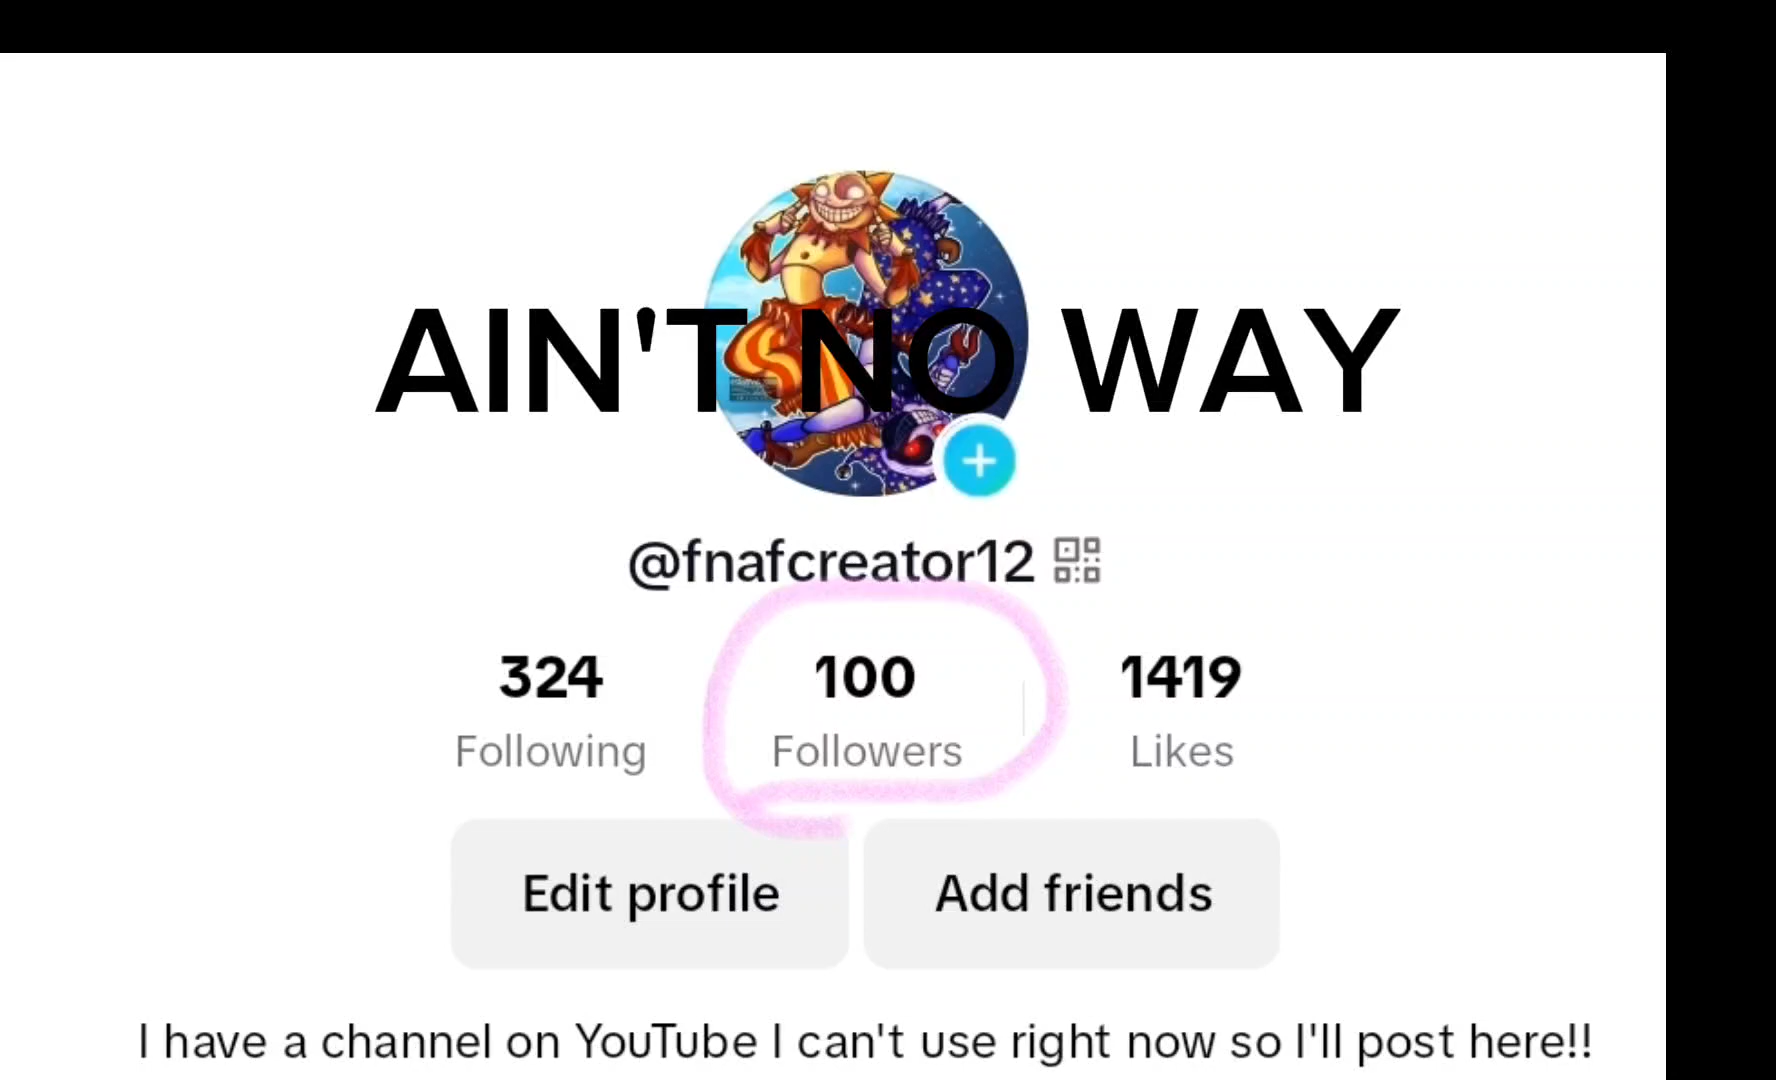 AIN'T NO WAY
@fnafcreator12
324 100 1419
Following Followers Likes
Edit profile Add friends
I have a channel on YouTube I can't use right now so I'll post here!!